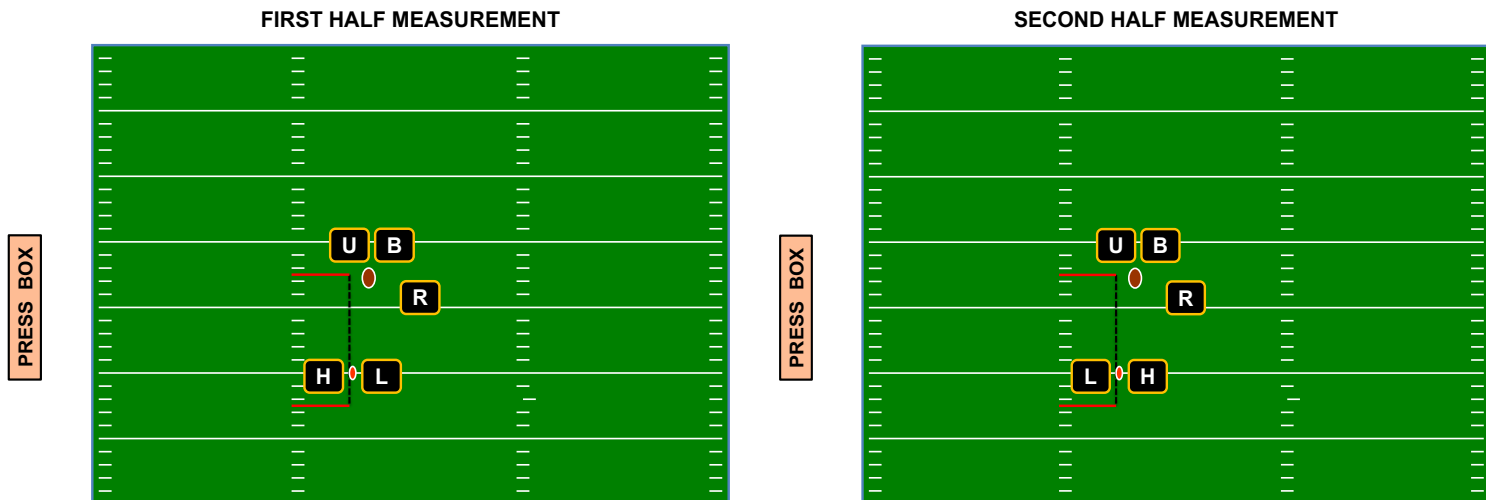 FIRST HALF MEASUREMENT
PRESS BOX
U B
R
H L
SECOND HALF MEASUREMENT
PRESS BOX
U B
R
L H